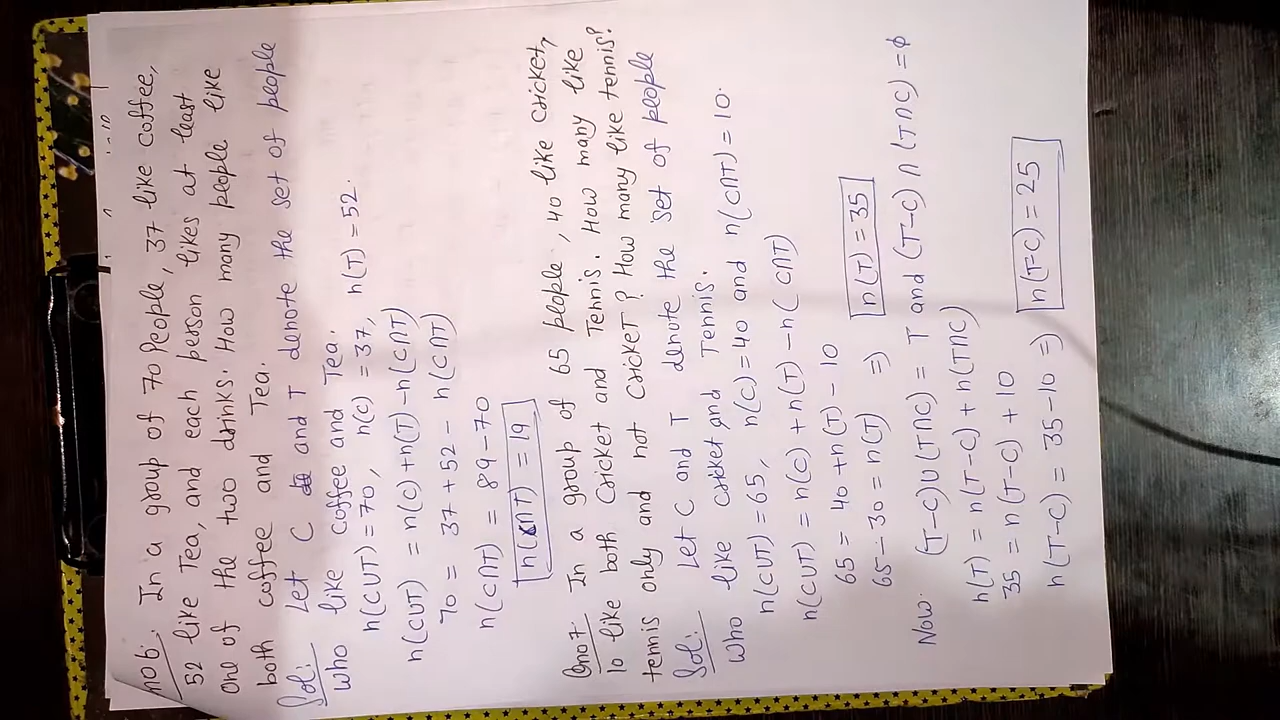 no6: In a group of 70 People, 37 like coffee,
52 like Tea, and each person likes at least
one of the two drinks. How many people like
both coffee and Tea.
Sol: Let C and T denote the set of people
who like coffee and Tea.
n(C∪T) = 70, n(C) = 37, n(T) = 52.
n(C∪T) = n(C) + n(T) - n(C∩T)
70 = 37 + 52 - n(C∩T)
n(C∩T) = 89 - 70
n(C∩T) = 19
Qno7 In a group of 65 people, 40 like cricket,
10 like both Cricket and Tennis. How many like
tennis only and not cricket? How many like tennis?
Sol: Let C and T denote the set of people
who like cricket and Tennis.
n(C∪T) = 65, n(C) = 40 and n(C∩T) = 10.
n(C∪T) = n(C) + n(T) - n(C∩T)
65 = 40 + n(T) - 10
65 - 30 = n(T) ⇒ n(T) = 35
Now (T-C)∪(T∩C) = T and (T-C)∩(T∩C) = φ
n(T) = n(T-C) + n(T∩C)
35 = n(T-C) + 10
n(T-C) = 35 - 10 ⇒ n(T-C) = 25